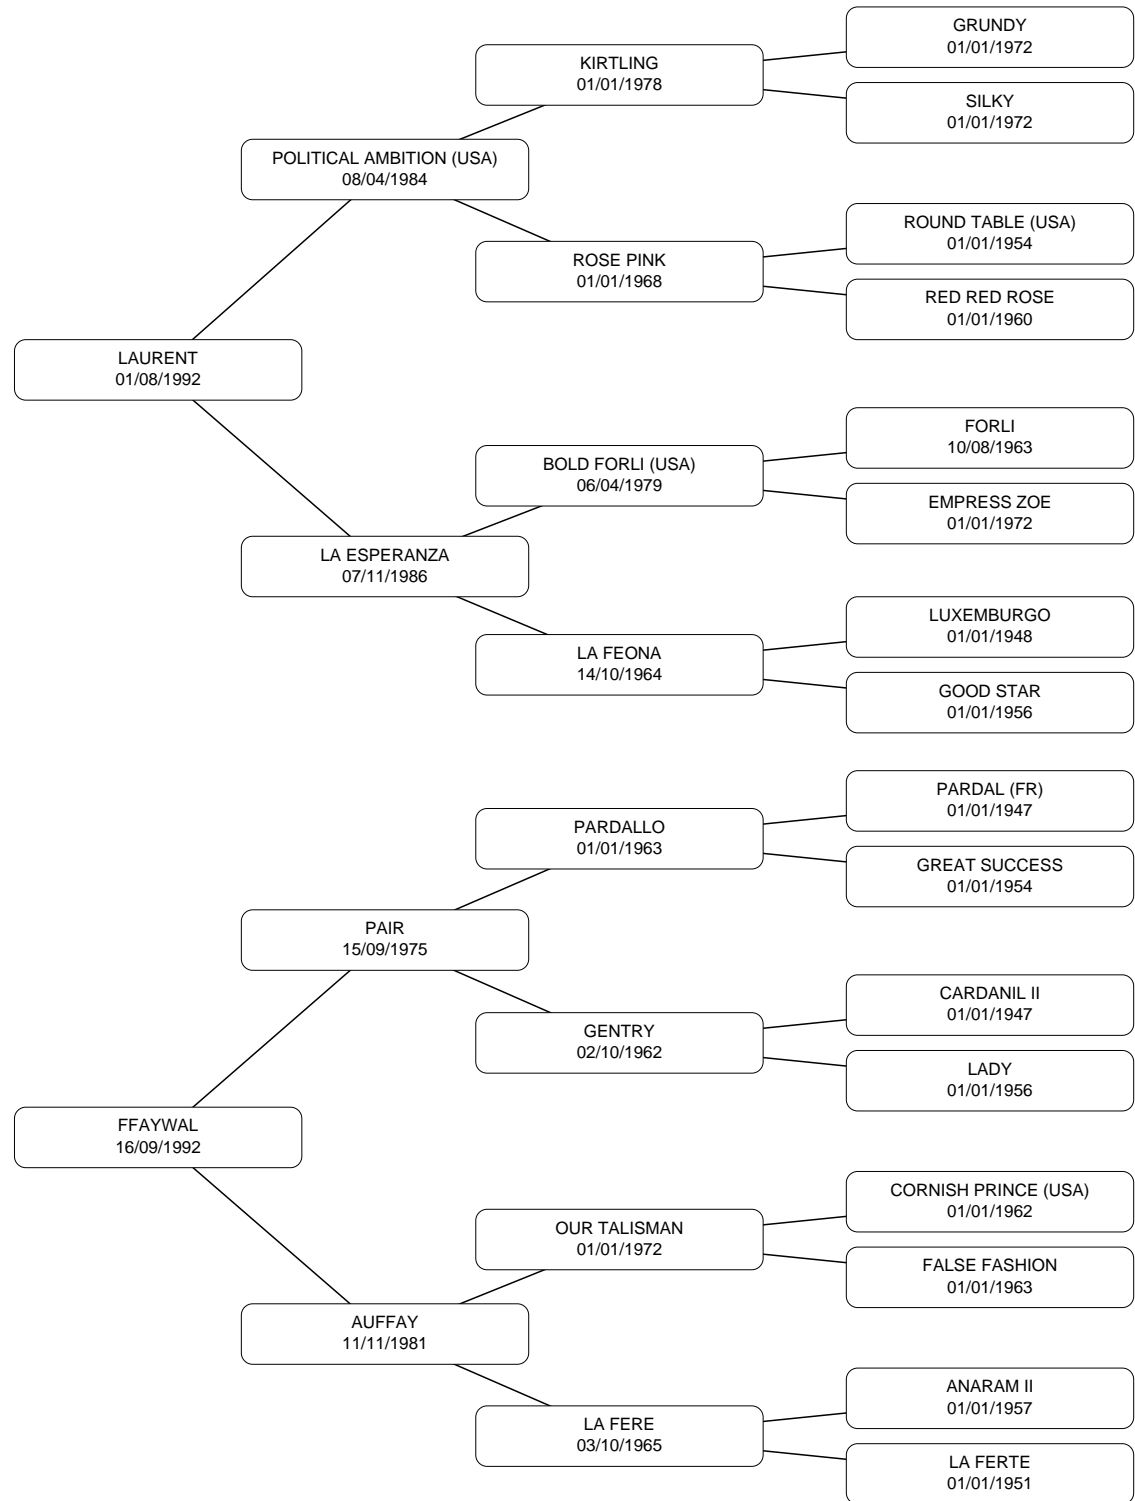 GRUNDY
01/01/1972
KIRTLING
01/01/1978
SILKY
01/01/1972
POLITICAL AMBITION (USA)
08/04/1984
ROUND TABLE (USA)
01/01/1954
ROSE PINK
01/01/1968
RED RED ROSE
01/01/1960
LAURENT
01/08/1992
FORLI
10/08/1963
BOLD FORLI (USA)
06/04/1979
EMPRESS ZOE
01/01/1972
LA ESPERANZA
07/11/1986
LUXEMBURGO
01/01/1948
LA FEONA
14/10/1964
GOOD STAR
01/01/1956
PARDAL (FR)
01/01/1947
PARDALLO
01/01/1963
GREAT SUCCESS
01/01/1954
PAIR
15/09/1975
CARDANIL II
01/01/1947
GENTRY
02/10/1962
LADY
01/01/1956
FFAYWAL
16/09/1992
CORNISH PRINCE (USA)
01/01/1962
OUR TALISMAN
01/01/1972
FALSE FASHION
01/01/1963
AUFFAY
11/11/1981
ANARAM II
01/01/1957
LA FERE
03/10/1965
LA FERTE
01/01/1951